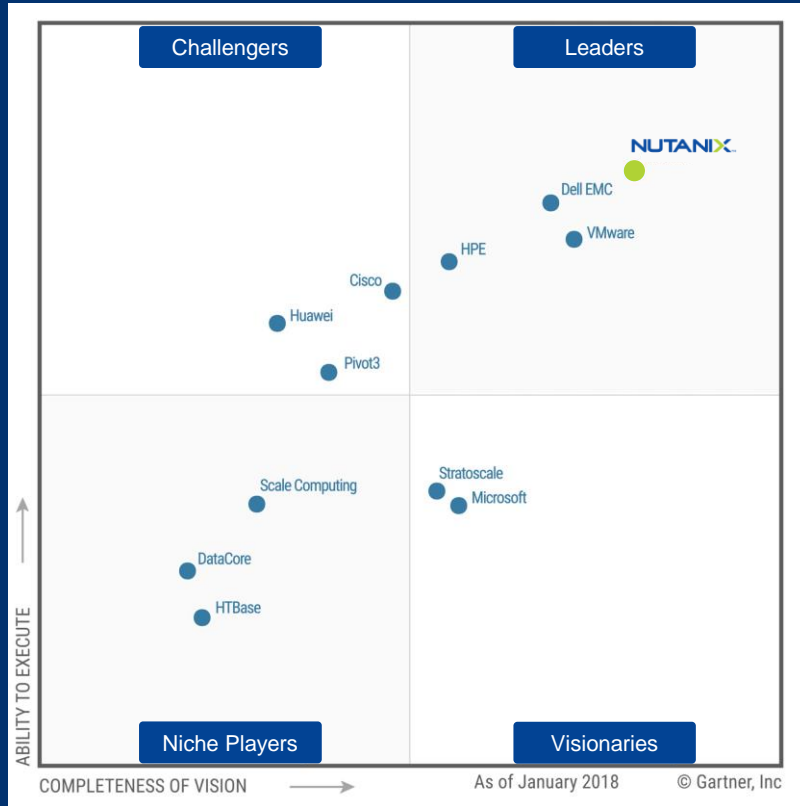 Challengers
Leaders
NUTANIX
Dell EMC
VMware
HPE
Cisco
Huawei
Pivot3
Stratoscale
Scale Computing
Microsoft
DataCore
HTBase
ABILITY TO EXECUTE
Niche Players
Visionaries
COMPLETENESS OF VISION
As of January 2018
© Gartner, Inc